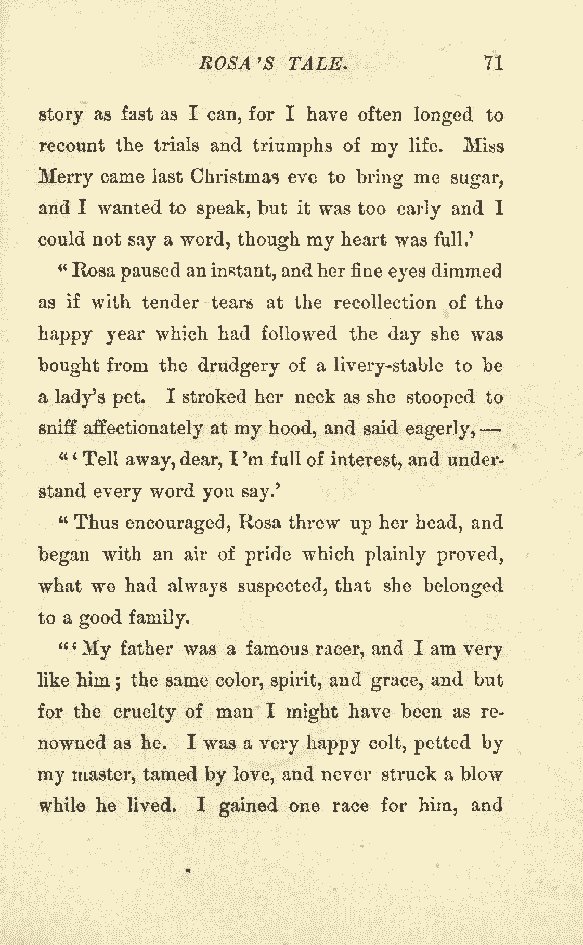 ROSA'S TALE. 71
story as fast as I can, for I have often longed to
recount the trials and triumphs of my life. Miss
Merry came last Christmas eve to bring me sugar,
and I wanted to speak, but it was too early and I
could not say a word, though my heart was full.'
"Rosa paused an instant, and her fine eyes dimmed
as if with tender tears at the recollection of the
happy year which had followed the day she was
bought from the drudgery of a livery-stable to be
a lady's pet. I stroked her neck as she stooped to
sniff affectionately at my hood, and said eagerly,—
"'Tell away, dear, I'm full of interest, and under-
stand every word you say.'
"Thus encouraged, Rosa threw up her head, and
began with an air of pride which plainly proved,
what we had always suspected, that she belonged
to a good family.
"'My father was a famous racer, and I am very
like him; the same color, spirit, and grace, and but
for the cruelty of man I might have been as re-
nowned as he. I was a very happy colt, petted by
my master, tamed by love, and never struck a blow
while he lived. I gained one race for him, and